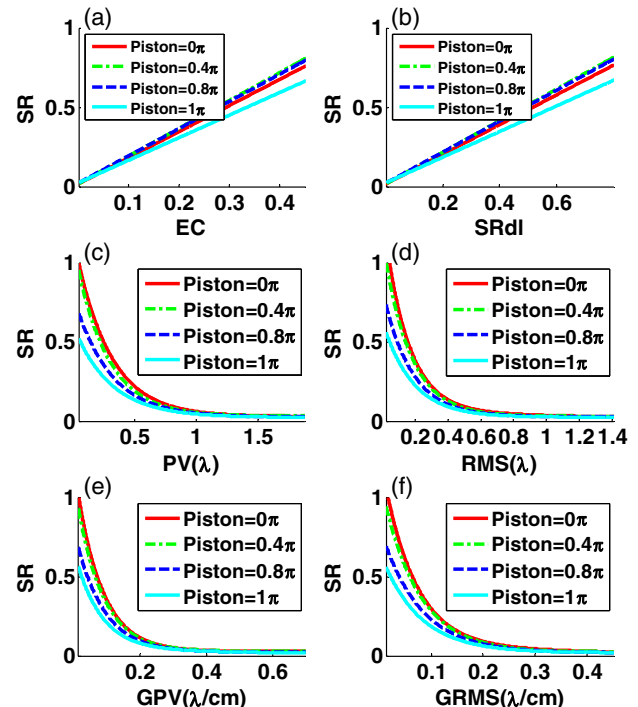 (a)
1
0.5
0
SR
Piston=0π
Piston=0.4π
Piston=0.8π
Piston=1π
0.1 0.2 0.3 0.4
EC
(b)
1
0.5
0
SR
Piston=0π
Piston=0.4π
Piston=0.8π
Piston=1π
0.2 0.4 0.6
SRdl
(c)
1
0.5
0
SR
Piston=0π
Piston=0.4π
Piston=0.8π
Piston=1π
0.5 1 1.5
PV(λ)
(d)
1
0.5
0
SR
Piston=0π
Piston=0.4π
Piston=0.8π
Piston=1π
0.2 0.4 0.6 0.8 1 1.2 1.4
RMS(λ)
(e)
1
0.5
0
SR
Piston=0π
Piston=0.4π
Piston=0.8π
Piston=1π
0.2 0.4 0.6
GPV(λ/cm)
(f)
1
0.5
0
SR
Piston=0π
Piston=0.4π
Piston=0.8π
Piston=1π
0.1 0.2 0.3 0.4
GRMS(λ/cm)